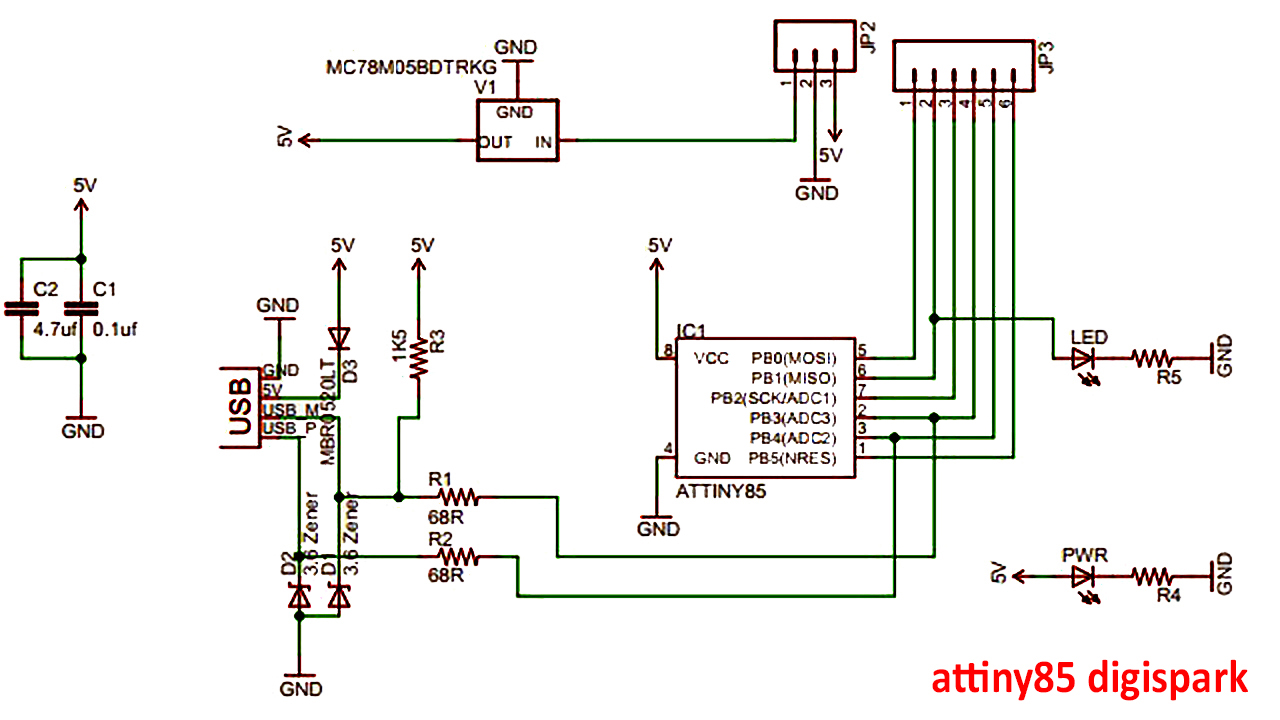 GND
MC78M05BDTRKG
V1
GND
OUT IN
5V
JP2
1 2 3
5V
GND
JP3
1 2 3 4 5 6
5V
C2 C1
4.7uf 0.1uf
GND
GND
5V
5V
D3
MBR0520LT
1K5
R3
USB
GND
5V
USB_M
USB_P
R1
68R
R2
68R
D2
3.6 Zener
D1
3.6 Zener
GND
5V
IC1
8 VCC PB0(MOSI) 5
PB1(MISO) 6
PB2(SCK/ADC1) 7
PB3(ADC3) 2
PB4(ADC2) 3
4 GND PB5(NRES) 1
ATTINY85
GND
LED
R5
GND
5V
PWR
R4
GND
attiny85 digispark